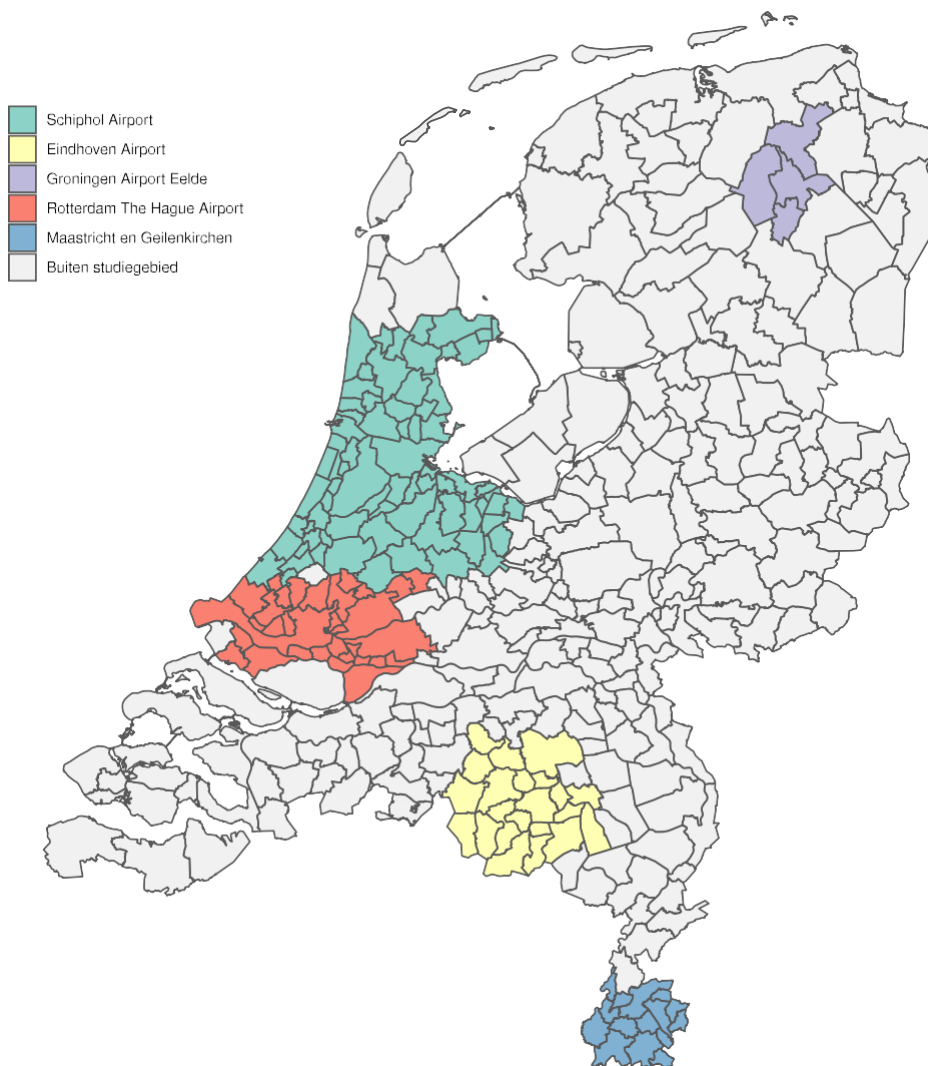 Schiphol Airport
Eindhoven Airport
Groningen Airport Eelde
Rotterdam The Hague Airport
Maastricht en Geilenkirchen
Buiten studiegebied